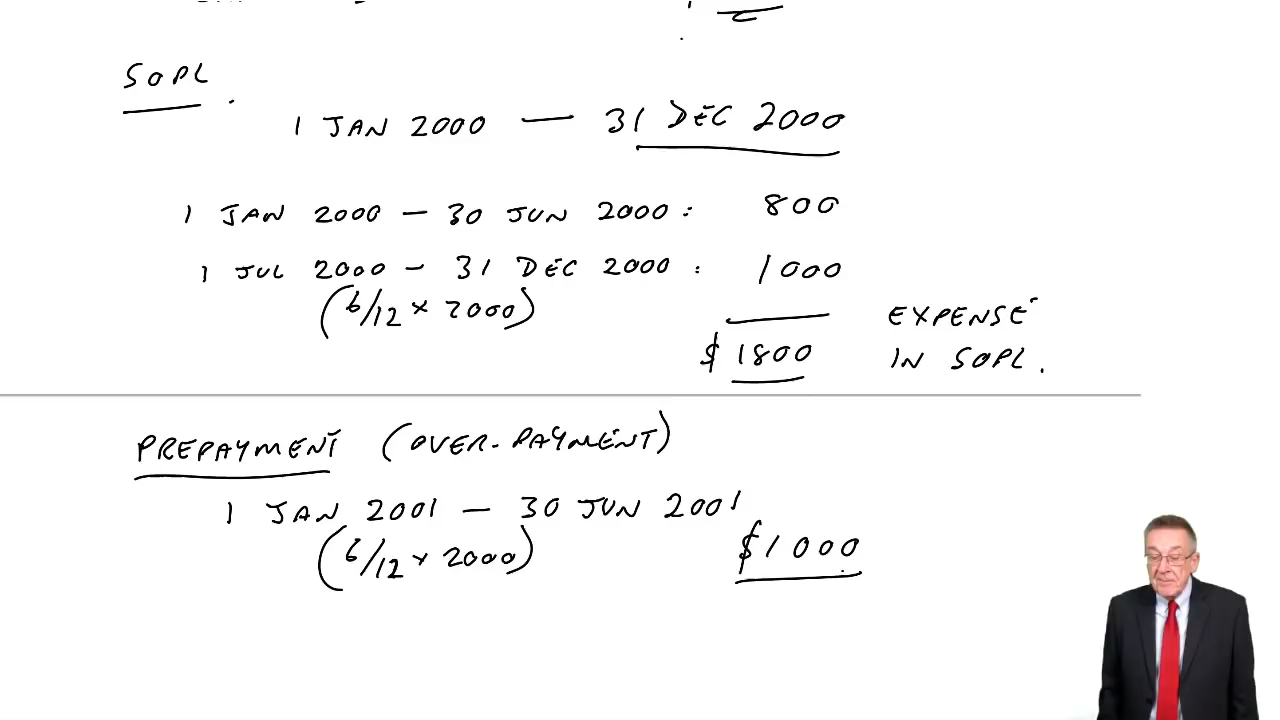 SOPL.
1 JAN 2000 — 31 DEC 2000
1 JAN 2000 — 30 JUN 2000 : 800
1 JUL 2000 — 31 DEC 2000 : 1000
(6/12 × 2000)
EXPENSE
$ 1800 IN SOPL.
PREPAYMENT (OVER-PAYMENT)
1 JAN 2001 — 30 JUN 2001
(6/12 × 2000) $1000